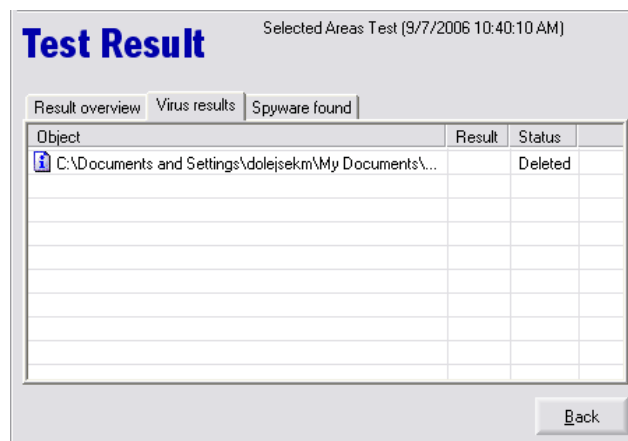 Test Result
Selected Areas Test (9/7/2006 10:40:10 AM)
Result overview
Virus results
Spyware found
Object Result Status
C:\Documents and Settings\dolejsekm\My Documents\... Deleted
Back